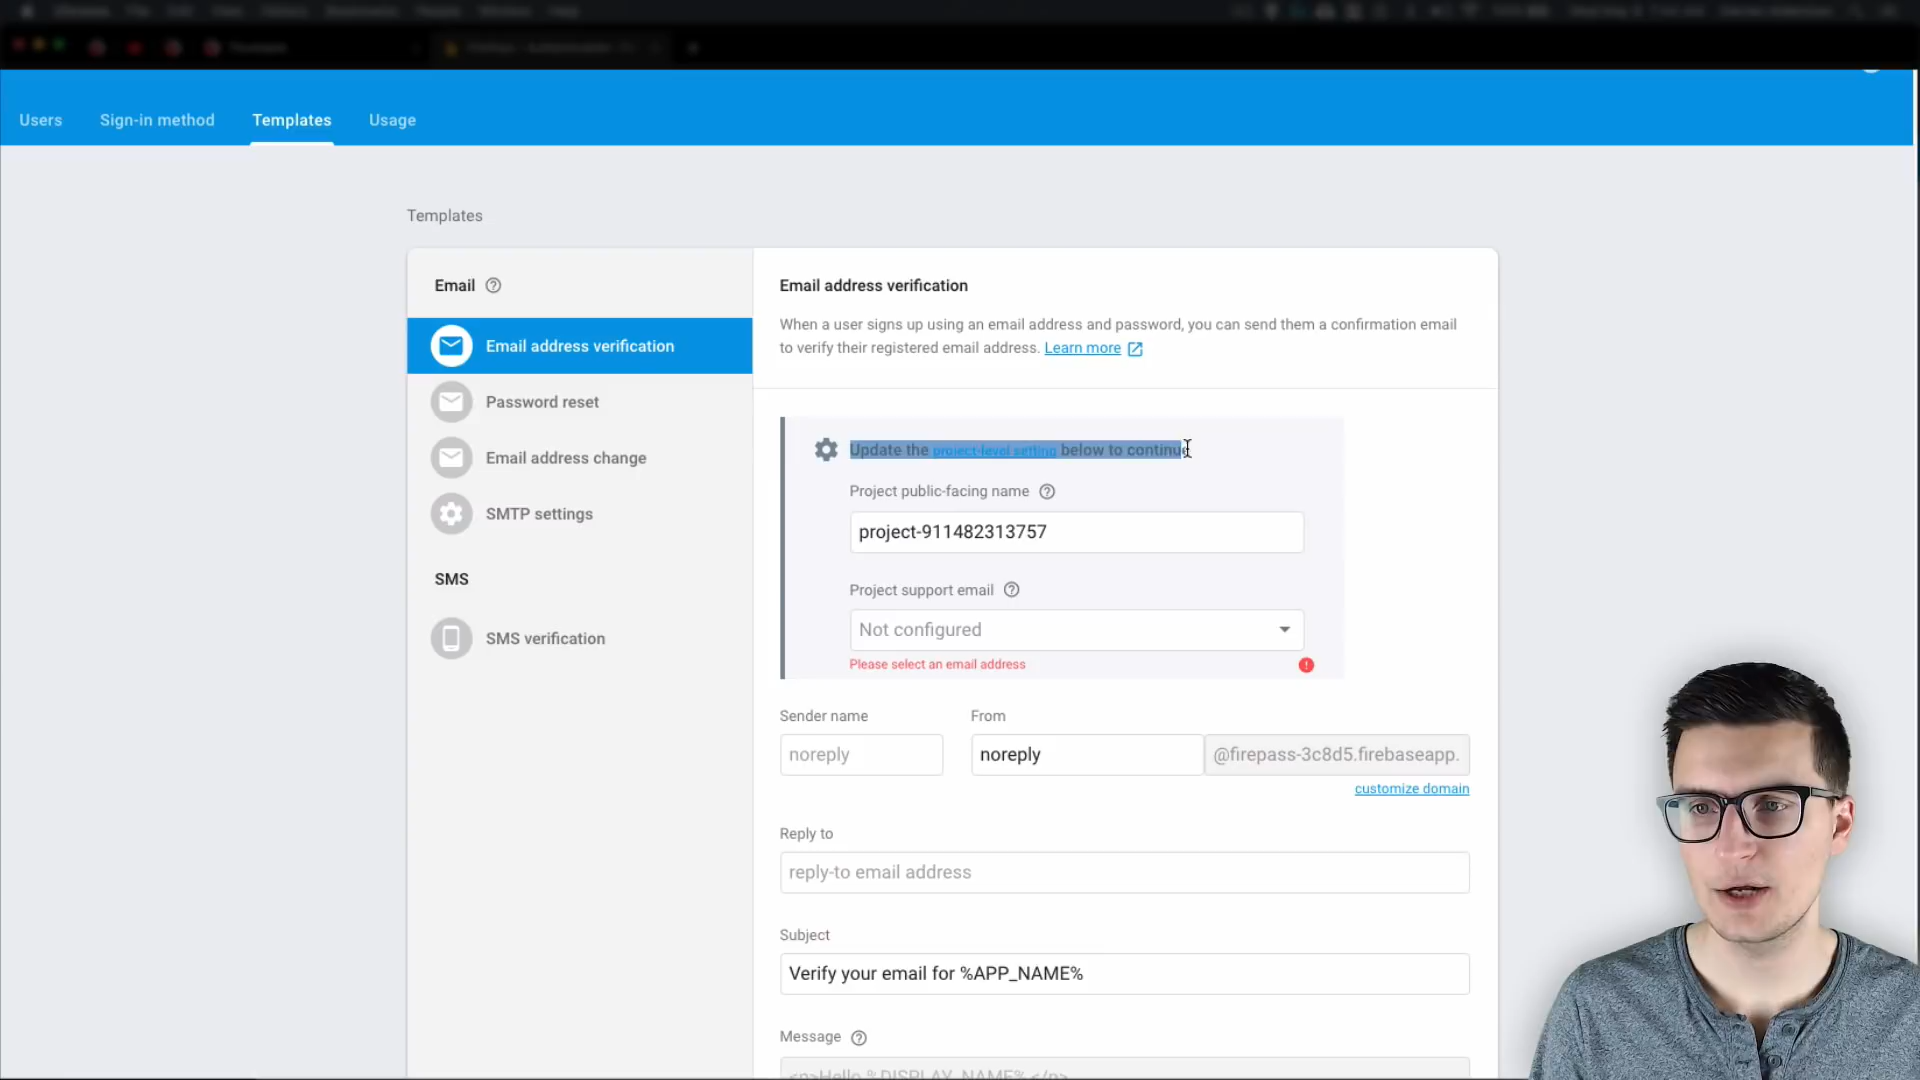 Users
Sign-in method
Templates
Usage
Templates
Email
Email address verification
Password reset
Email address change
SMTP settings
SMS
SMS verification
Email address verification
When a user signs up using an email address and password, you can send them a confirmation email
to verify their registered email address. Learn more
Update the project-level setting below to continue
Project public-facing name
project-911482313757
Project support email
Not configured
Please select an email address
Sender name
From
noreply
noreply
@firepass-3c8d5.firebaseapp.
customize domain
Reply to
reply-to email address
Subject
Verify your email for %APP_NAME%
Message
<p>Hello %DISPLAY_NAME%,</p>